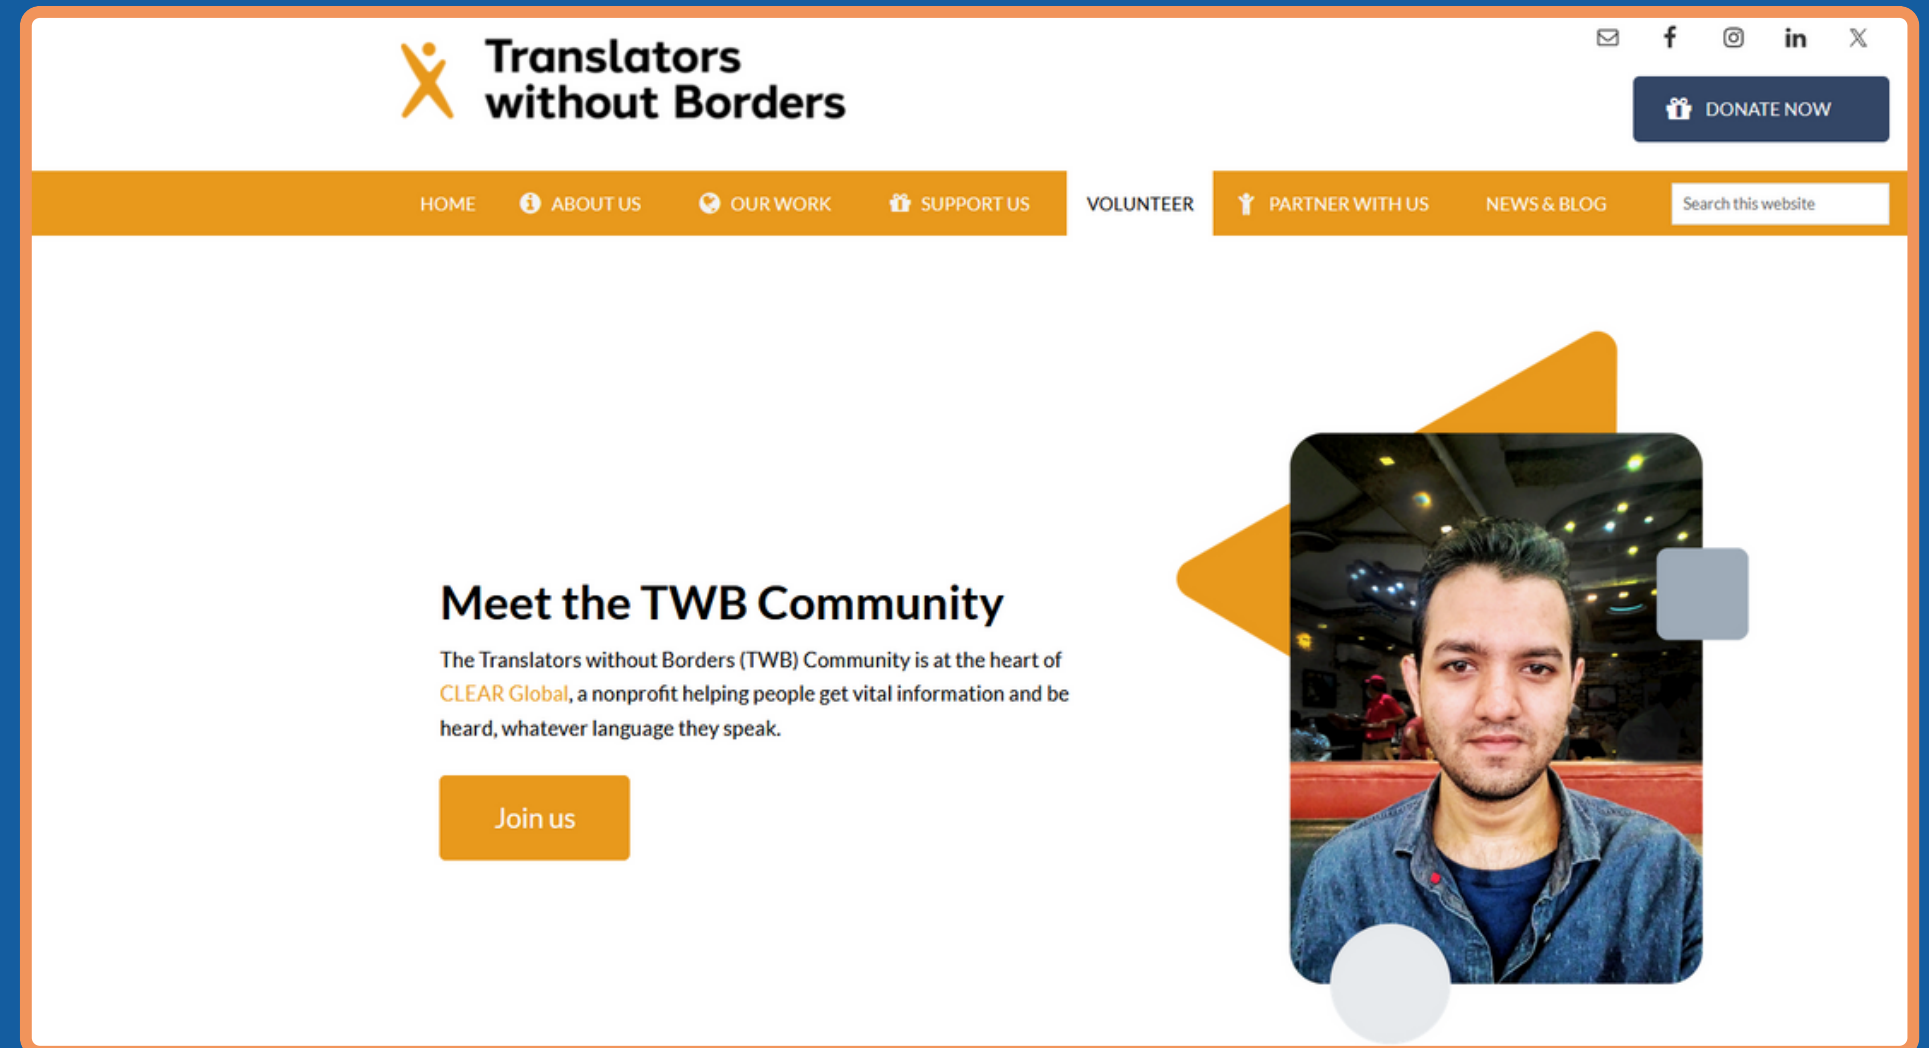 Translators
without Borders
DONATE NOW
HOME ABOUT US OUR WORK SUPPORT US VOLUNTEER PARTNER WITH US NEWS & BLOG Search this website
Meet the TWB Community
The Translators without Borders (TWB) Community is at the heart of
CLEAR Global, a nonprofit helping people get vital information and be
heard, whatever language they speak.
Join us